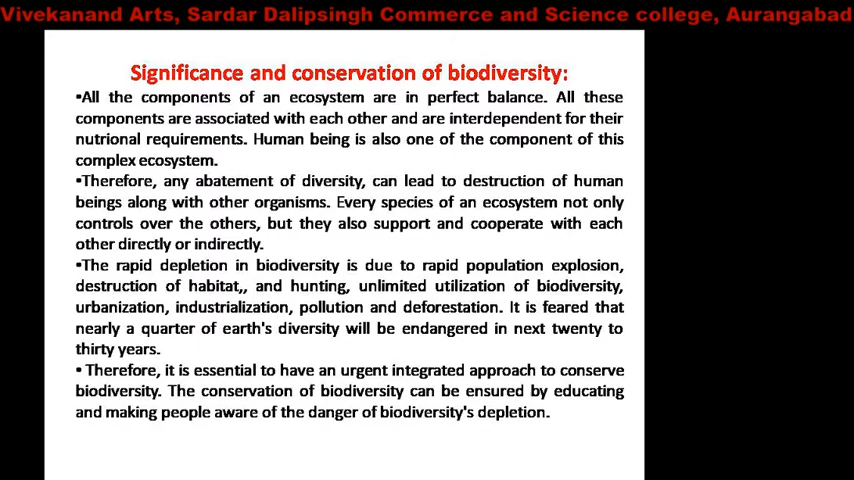 Vivekanand Arts, Sardar Dalipsingh Commerce and Science college, Aurangabad
Significance and conservation of biodiversity:
•All the components of an ecosystem are in perfect balance. All these
components are associated with each other and are interdependent for their
nutrional requirements. Human being is also one of the component of this
complex ecosystem.
•Therefore, any abatement of diversity, can lead to destruction of human
beings along with other organisms. Every species of an ecosystem not only
controls over the others, but they also support and cooperate with each
other directly or indirectly.
•The rapid depletion in biodiversity is due to rapid population explosion,
destruction of habitat,, and hunting, unlimited utilization of biodiversity,
urbanization, industrialization, pollution and deforestation. It is feared that
nearly a quarter of earth's diversity will be endangered in next twenty to
thirty years.
• Therefore, it is essential to have an urgent integrated approach to conserve
biodiversity. The conservation of biodiversity can be ensured by educating
and making people aware of the danger of biodiversity's depletion.